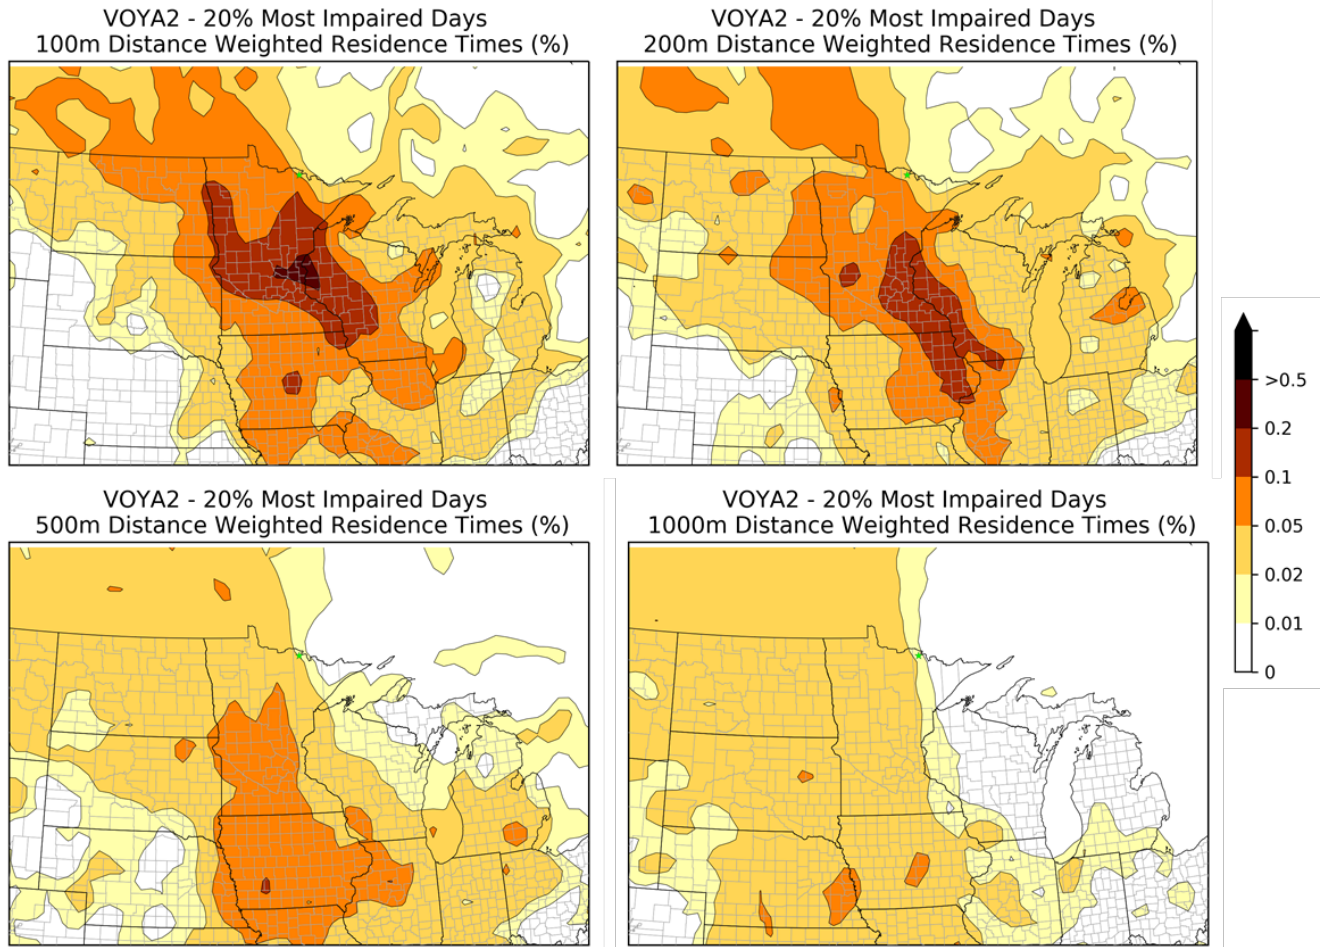 VOYA2 - 20% Most Impaired Days
100m Distance Weighted Residence Times (%)
VOYA2 - 20% Most Impaired Days
200m Distance Weighted Residence Times (%)
VOYA2 - 20% Most Impaired Days
500m Distance Weighted Residence Times (%)
VOYA2 - 20% Most Impaired Days
1000m Distance Weighted Residence Times (%)
>0.5
0.2
0.1
0.05
0.02
0.01
0